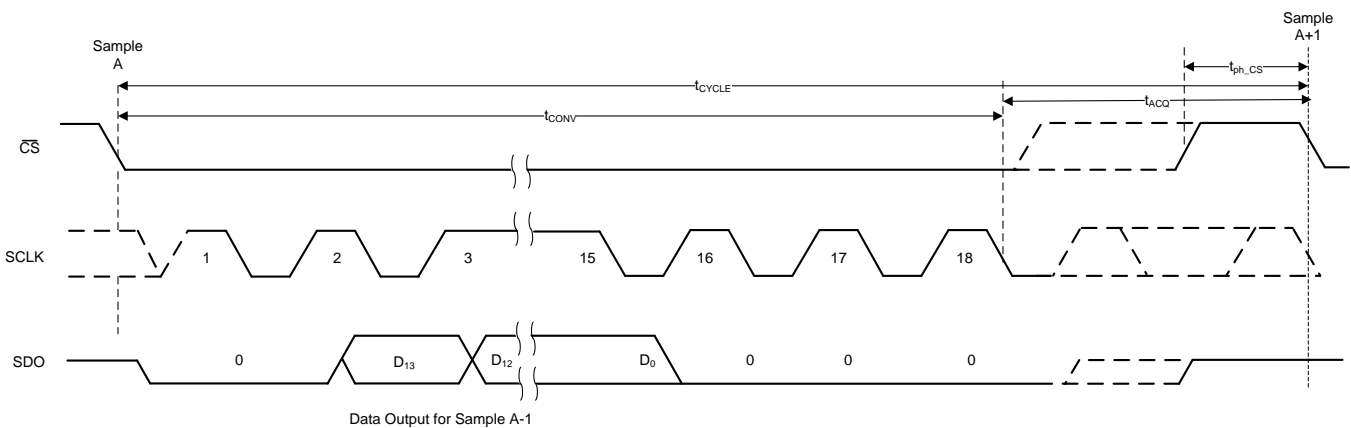 Sample
A
Sample
A+1
tph_CS
tCYCLE
tACQ
tCONV
CS
SCLK
1 2 3 15 16 17 18
SDO
0 D13 D12 D0 0 0 0
Data Output for Sample A-1